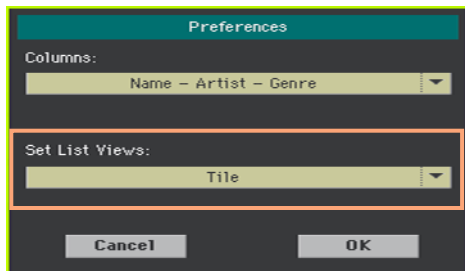 Preferences
Columns:
Name – Artist – Genre
Set List Views:
Tile
Cancel OK